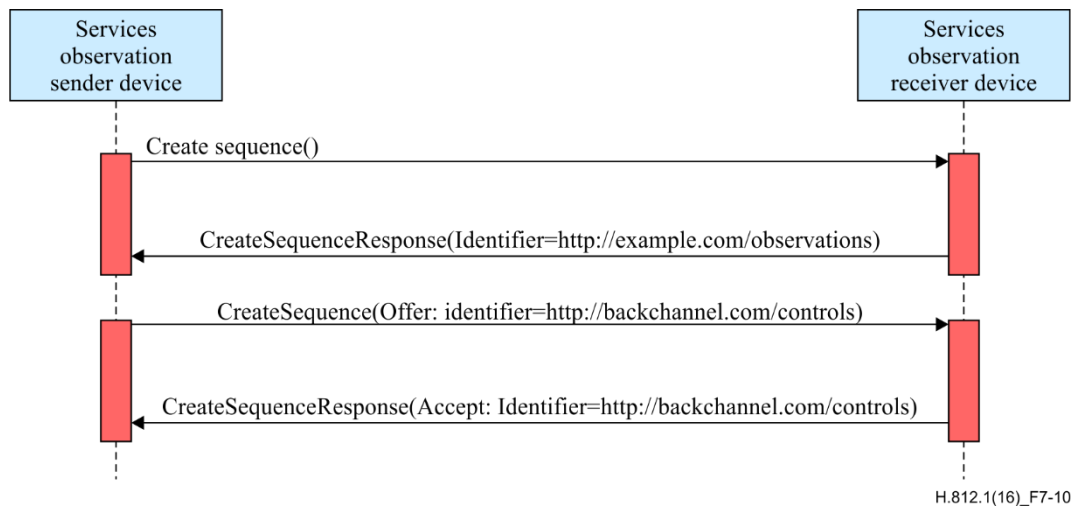 Services
observation
sender device
Services
observation
receiver device
Create sequence()
CreateSequenceResponse(Identifier=http://example.com/observations)
CreateSequence(Offer: identifier=http://backchannel.com/controls)
CreateSequenceResponse(Accept: Identifier=http://backchannel.com/controls)
H.812.1(16)_F7-10